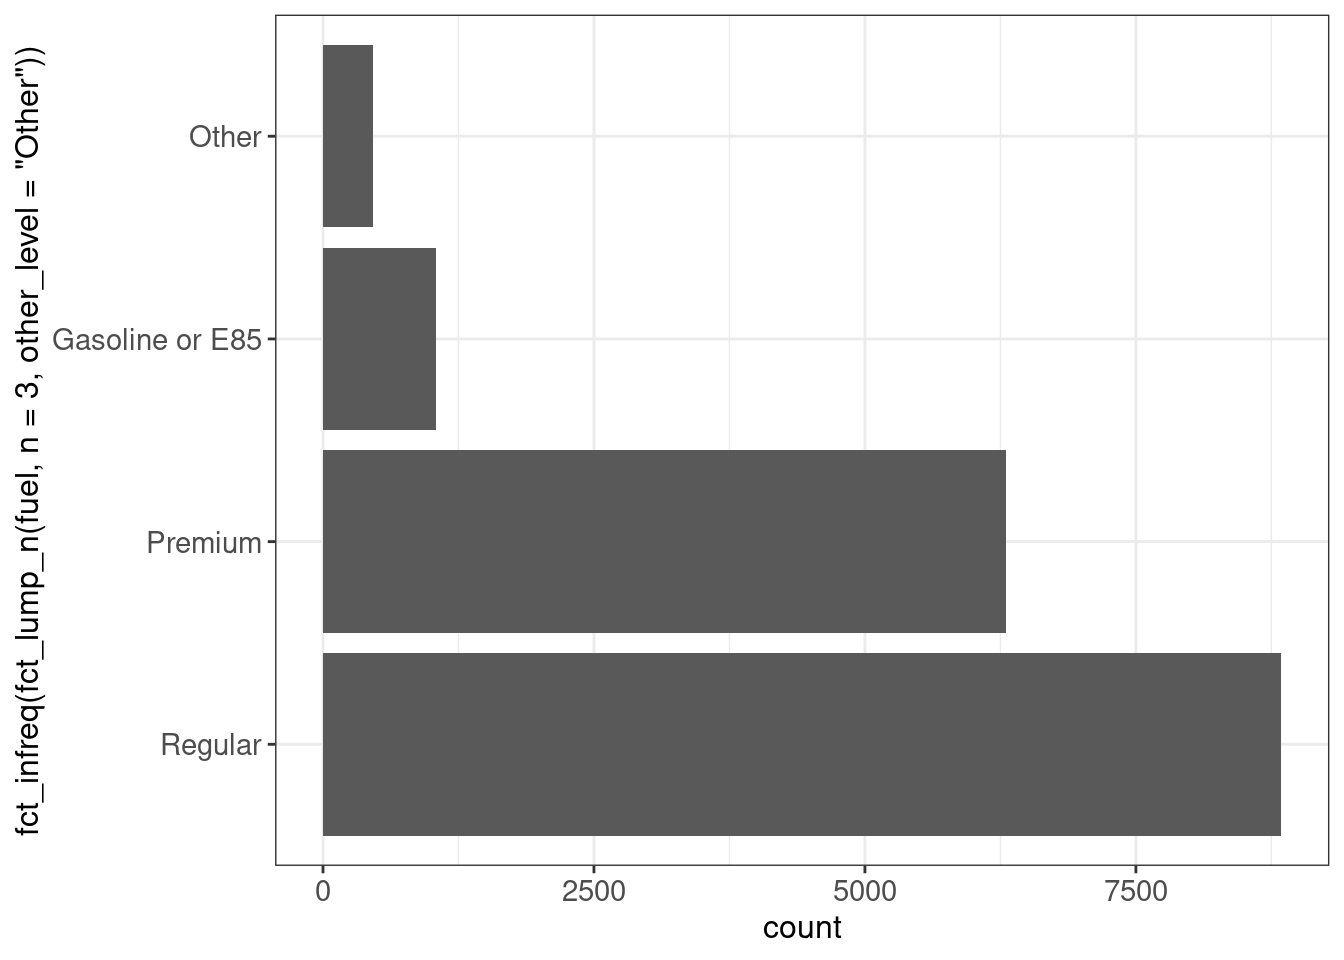 fct_infreq(fct_lump_n(fuel, n = 3, other_level = "Other"))
Other
Gasoline or E85
Premium
Regular
0 2500 5000 7500
count